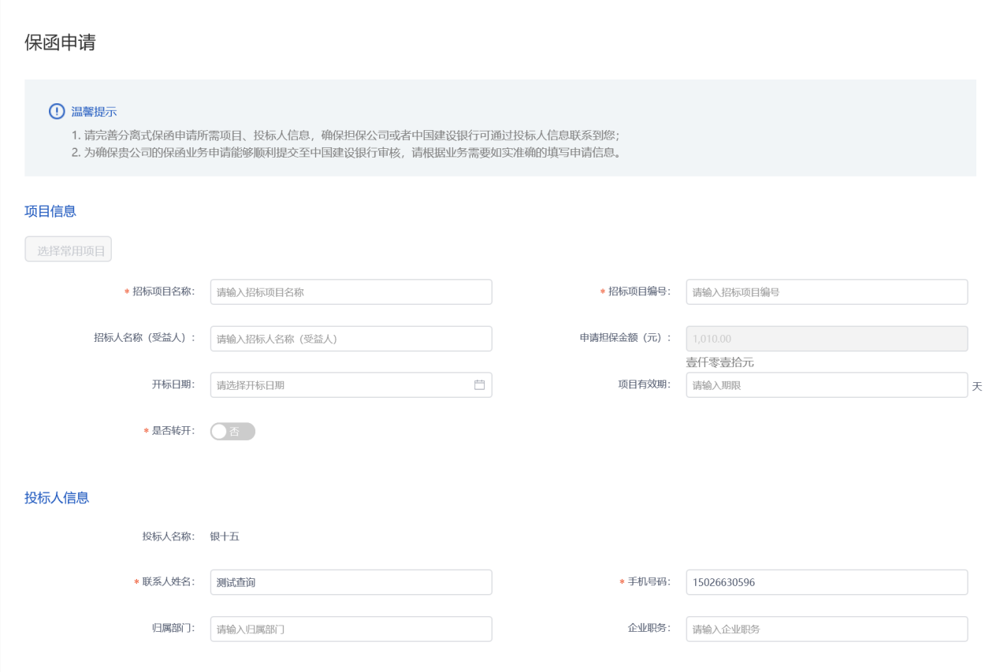 保函申请
温馨提示
1. 请完善分离式保函申请所需项目、投标人信息，确保担保公司或者中国建设银行可通过投标人信息联系到您；
2. 为确保贵公司的保函业务申请能够顺利提交至中国建设银行审核，请根据业务需要如实准确的填写申请信息。
项目信息
选择常用项目
* 招标项目名称： 请输入招标项目名称 * 招标项目编号： 请输入招标项目编号
招标人名称（受益人）： 请输入招标人名称（受益人） 申请担保金额（元）： 1,010.00
壹仟零壹拾元
开标日期： 请选择开标日期 项目有效期： 请输入期限 天
* 是否转开： 否
投标人信息
投标人名称： 银十五
* 联系人姓名： 测试查询 * 手机号码： 15026630596
归属部门： 请输入归属部门 企业职务： 请输入企业职务